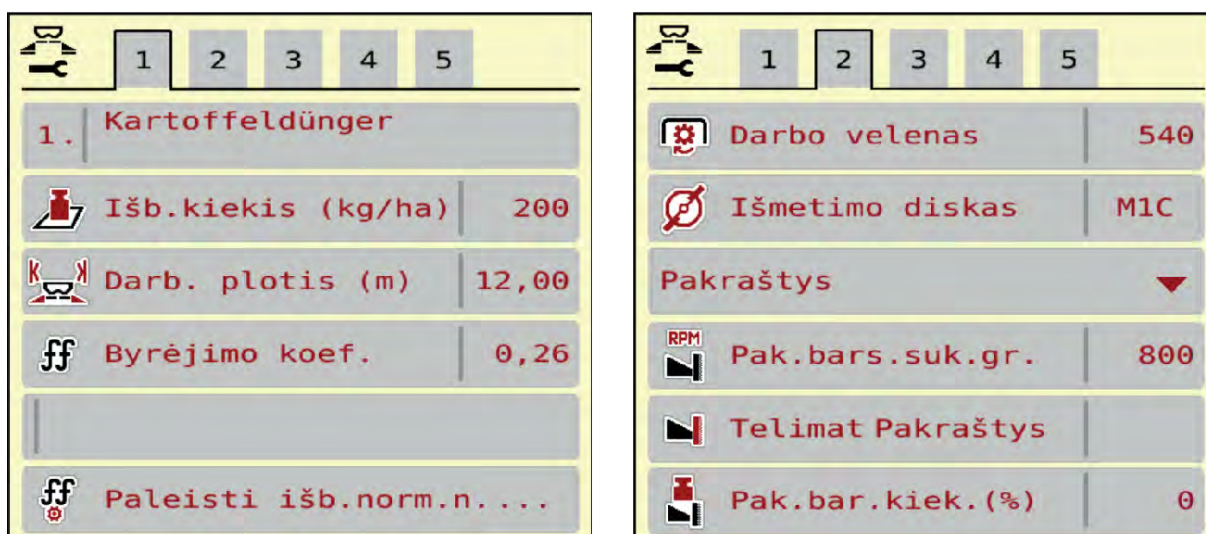 1 2 3 4 5
1. Kartoffeldünger
Išb.kiekis (kg/ha) 200
Darb. plotis (m) 12,00
ff Byrėjimo koef. 0,26
ff Paleisti išb.norm.n....
1 2 3 4 5
Darbo velenas 540
Išmetimo diskas M1C
Pakraštys
RPM
Pak.bars.suk.gr. 800
Telimat Pakraštys
Pak.bar.kiek.(%) 0